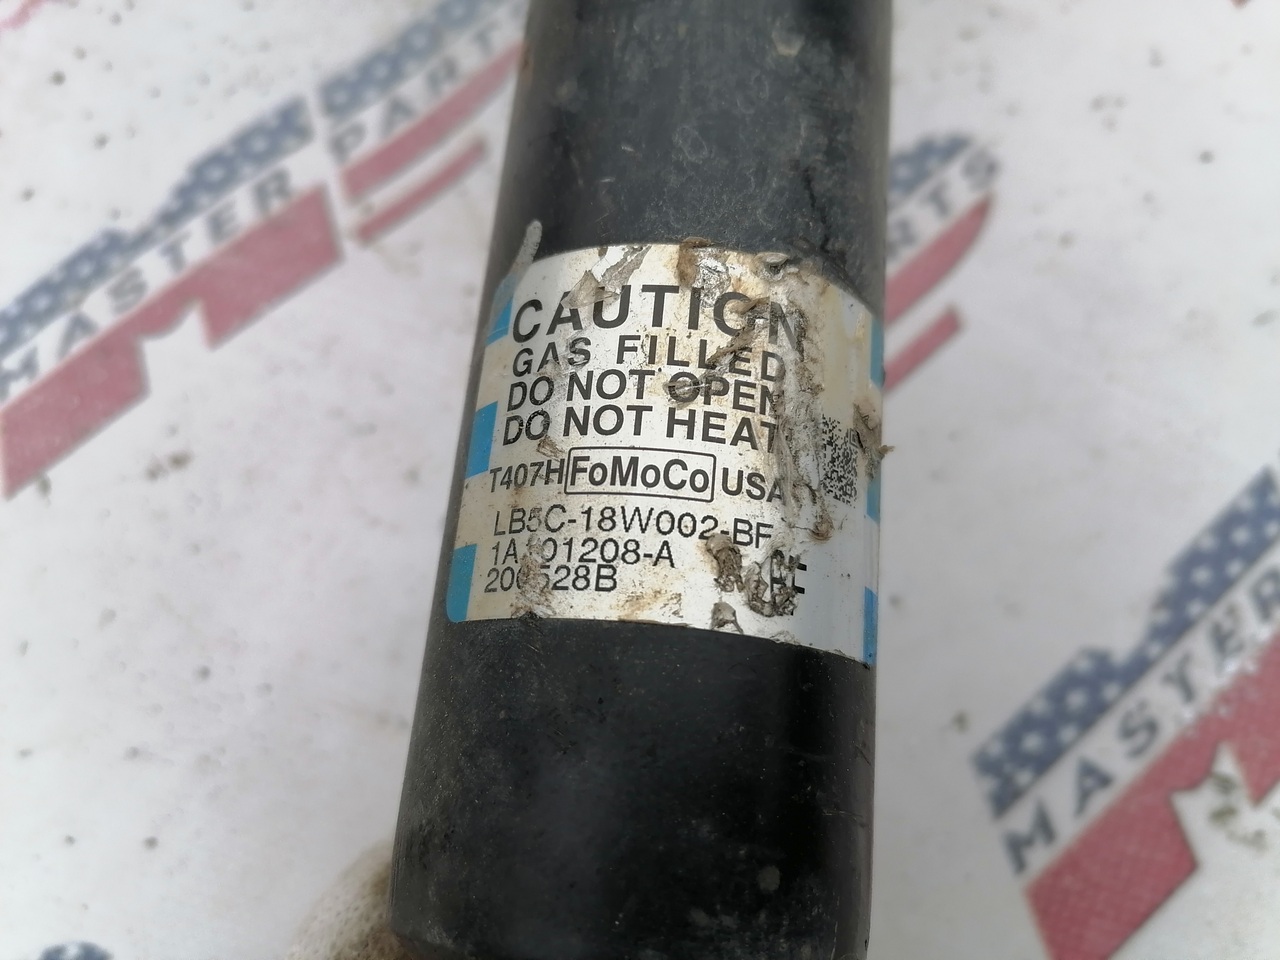 CAUTION
GAS FILLED
DO NOT OPEN
DO NOT HEAT
T407H FoMoCo USA
LB5C-18W002-BF
MASTER PARTS
MASTER